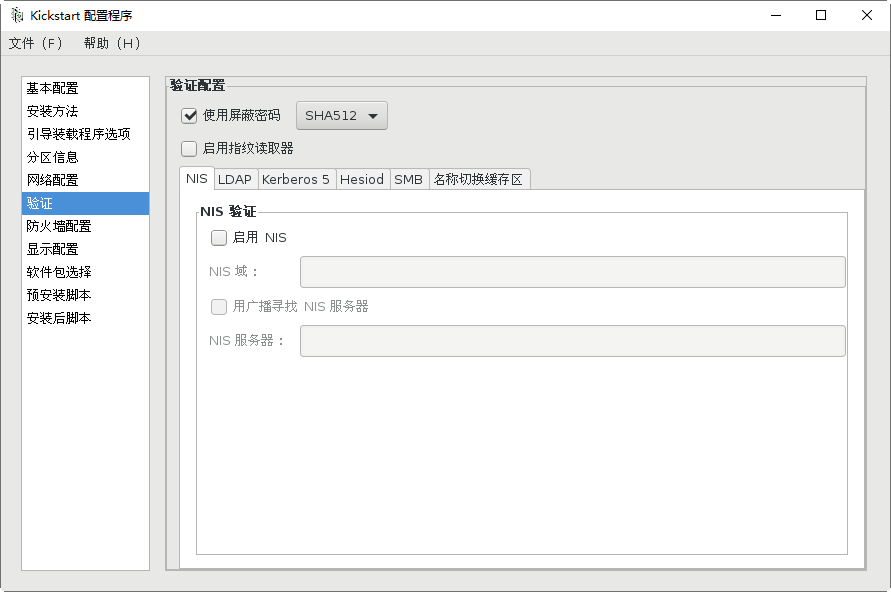 Kickstart 配置程序
文件（F） 帮助（H）
基本配置
安装方法
引导装载程序选项
分区信息
网络配置
验证
防火墙配置
显示配置
软件包选择
预安装脚本
安装后脚本
验证配置
使用屏蔽密码 SHA512
启用指纹读取器
NIS LDAP Kerberos 5 Hesiod SMB 名称切换缓存区
NIS 验证
启用 NIS
NIS 域：
用广播寻找 NIS 服务器
NIS 服务器：